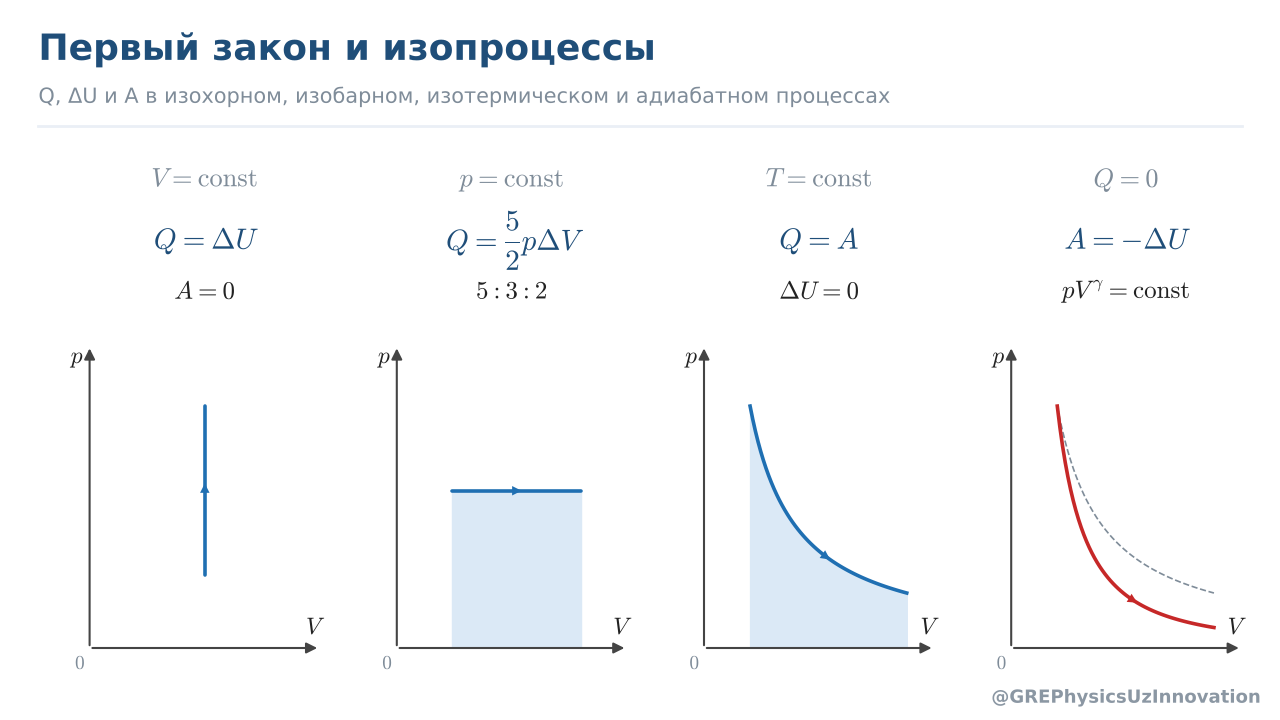 Первый закон и изопроцессы
Q, ΔU и A в изохорном, изобарном, изотермическом и адиабатном процессах
V = const
p = const
T = const
Q = 0
Q = ΔU
Q = 5/2 pΔV
Q = A
A = −ΔU
A = 0
5 : 3 : 2
ΔU = 0
pV^γ = const
p
p
p
p
V
V
V
V
0
0
0
0
@GREPhysicsUzInnovation